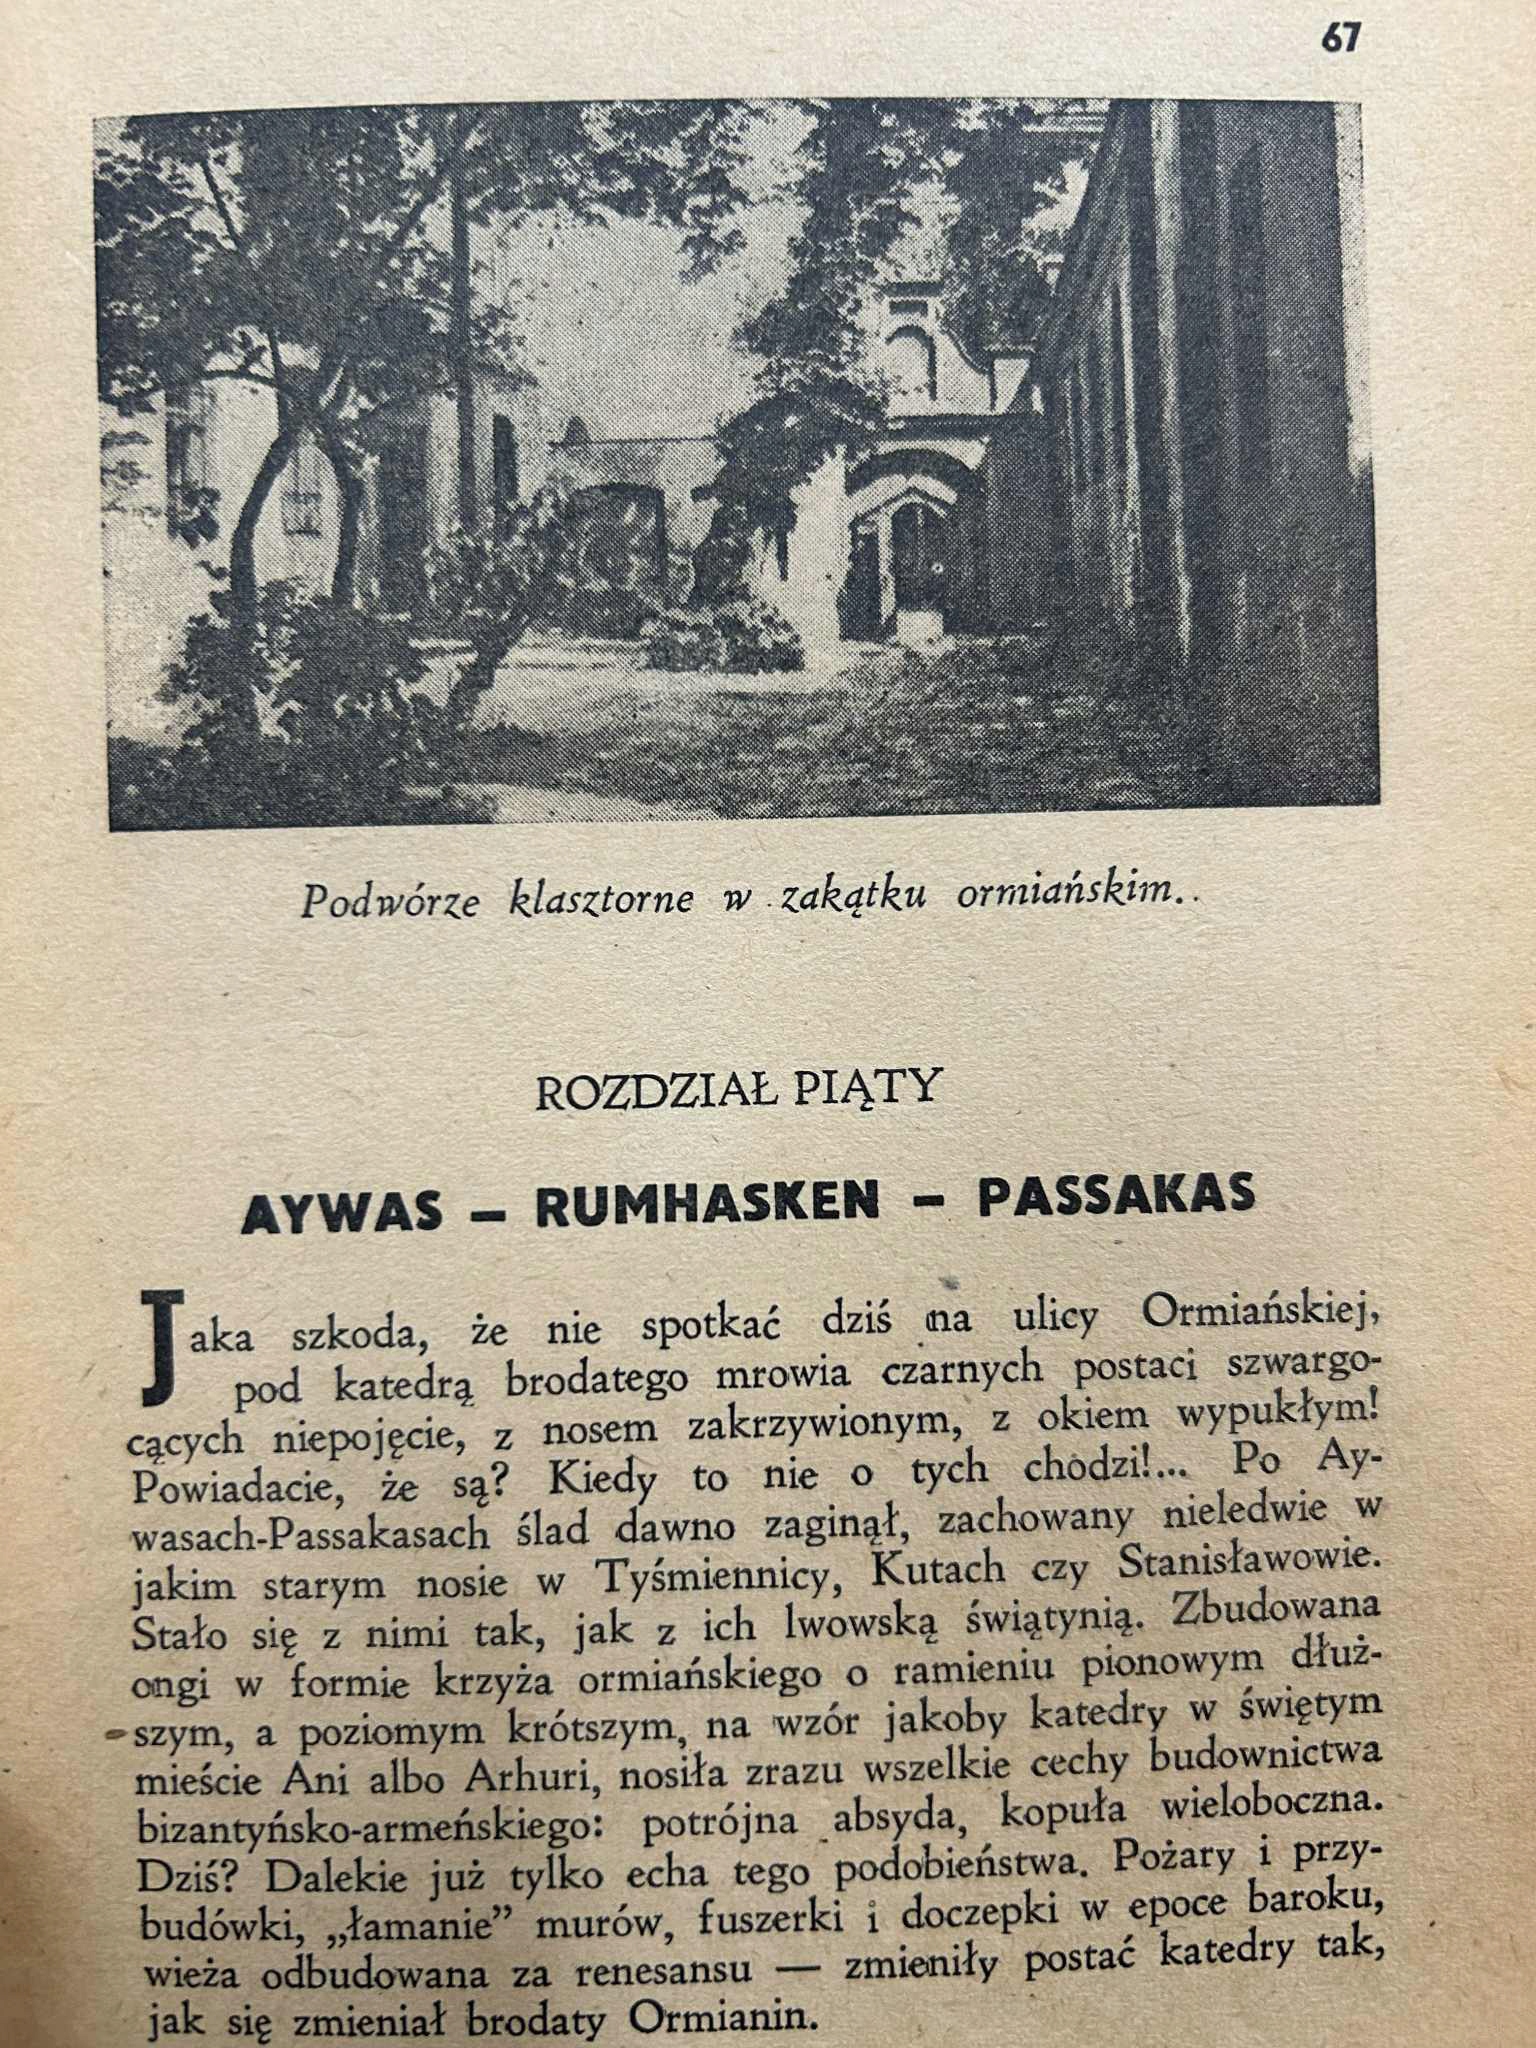 67
Podwórze klasztorne w zakątku ormiańskim..
ROZDZIAŁ PIĄTY
AYWAS – RUMHASKEN – PASSAKAS
Jaka szkoda, że nie spotkać dziś na ulicy Ormiańskiej,
pod katedrą brodatego mrowia czarnych postaci szwargo-
cących niepojęcie, z nosem zakrzywionym, z okiem wypukłym!
Powiadacie, że są? Kiedy to nie o tych chodzi!... Po Ay-
wasach-Passakasach ślad dawno zaginął, zachowany nieledwie w
jakim starym nosie w Tyśmiennicy, Kutach czy Stanisławowie.
Stało się z nimi tak, jak z ich lwowską świątynią. Zbudowana
ongi w formie krzyża ormiańskiego o ramieniu pionowym dłuż-
szym, a poziomym krótszym, na wzór jakoby katedry w świętym
mieście Ani albo Arhuri, nosiła zrazu wszelkie cechy budownictwa
bizantyńsko-armeńskiego: potrójna absyda, kopuła wieloboczna.
Dziś? Dalekie już tylko echa tego podobieństwa. Pożary i przy-
budówki, „łamanie” murów, fuszerki i doczepki w epoce baroku,
wieża odbudowana za renesansu — zmieniły postać katedry tak,
jak się zmieniał brodaty Ormianin.